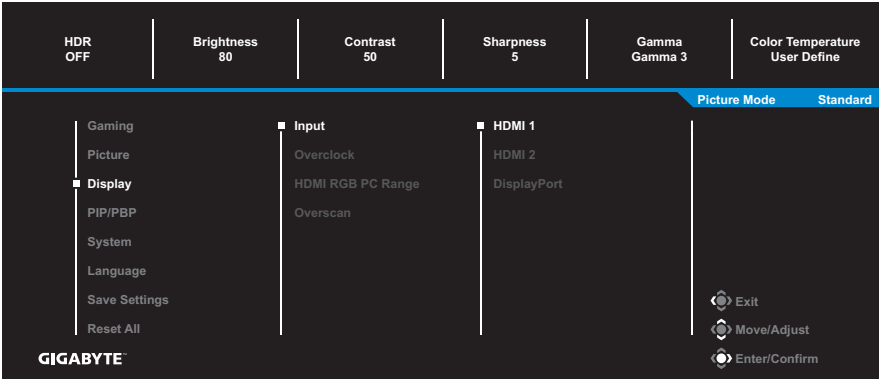 HDR
OFF
Brightness
80
Contrast
50
Sharpness
5
Gamma
Gamma 3
Color Temperature
User Define
Picture Mode Standard
Gaming
Picture
Display
PIP/PBP
System
Language
Save Settings
Reset All
Input
Overclock
HDMI RGB PC Range
Overscan
HDMI 1
HDMI 2
DisplayPort
Exit
Move/Adjust
Enter/Confirm
GIGABYTE™